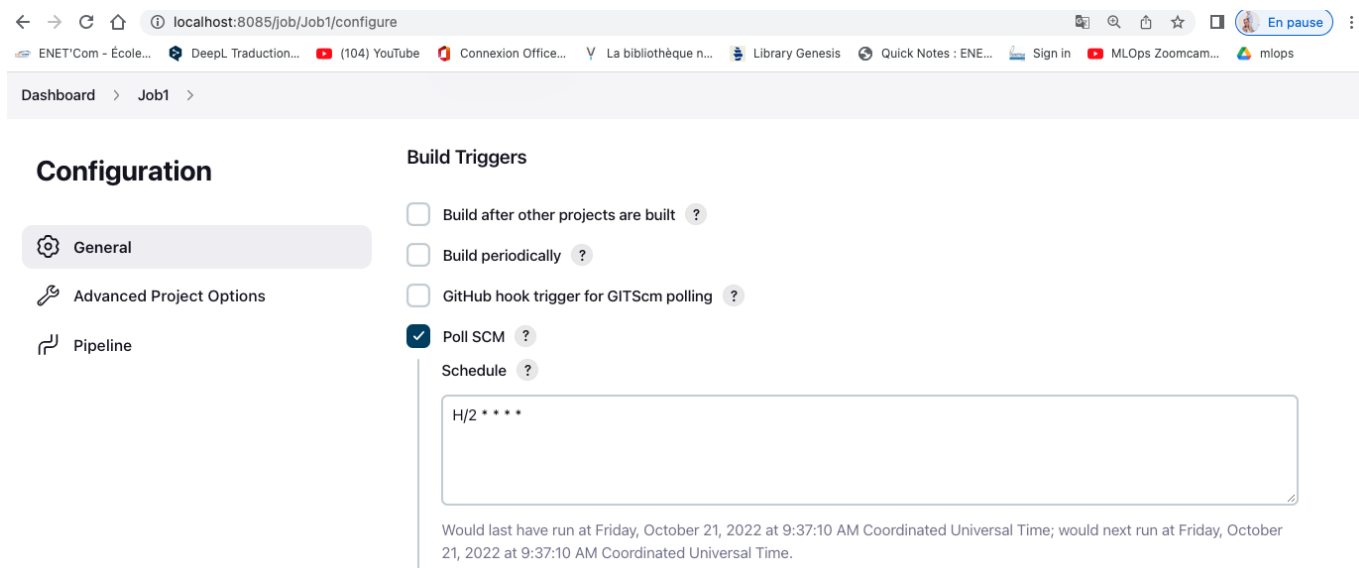 localhost:8085/job/Job1/configure
En pause
ENET'Com - École...
DeepL Traduction...
(104) YouTube
Connexion Office...
La bibliothèque n...
Library Genesis
Quick Notes : ENE...
Sign in
MLOps Zoomcam...
mlops
Dashboard > Job1 >
Configuration
General
Advanced Project Options
Pipeline
Build Triggers
Build after other projects are built ?
Build periodically ?
GitHub hook trigger for GITScm polling ?
Poll SCM ?
Schedule ?
H/2 * * * *
Would last have run at Friday, October 21, 2022 at 9:37:10 AM Coordinated Universal Time; would next run at Friday, October
21, 2022 at 9:37:10 AM Coordinated Universal Time.